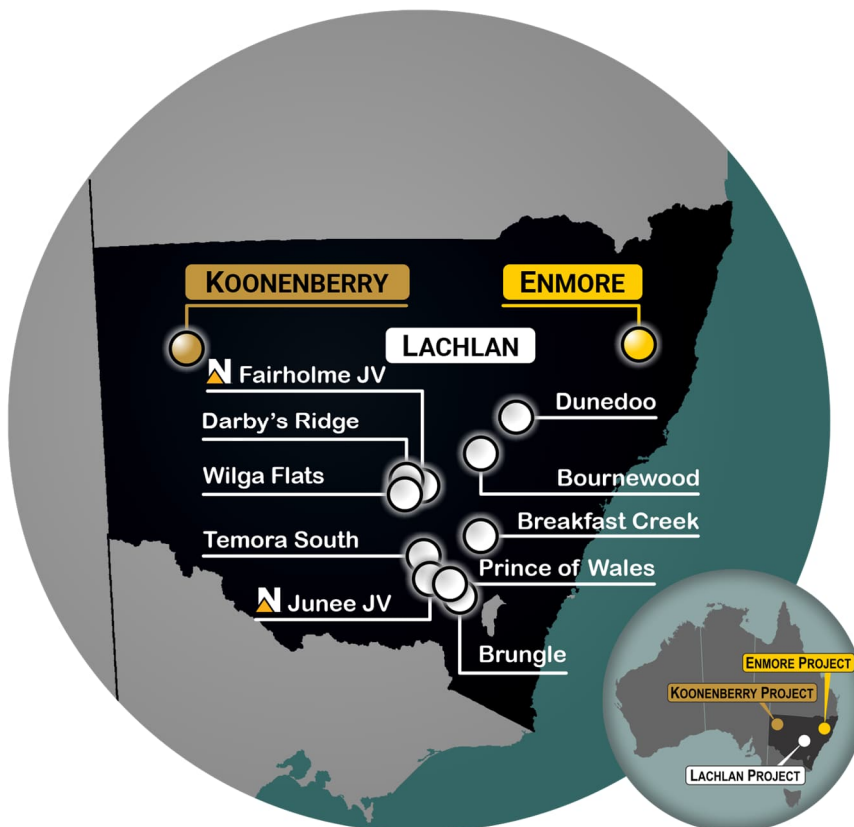 KOONENBERRY
ENMORE
LACHLAN
N Fairholme JV
Darby's Ridge
Dunedoo
Wilga Flats
Bournewood
Breakfast Creek
Temora South
Prince of Wales
N Junee JV
Brungle
ENMORE PROJECT
KOONENBERRY PROJECT
LACHLAN PROJECT